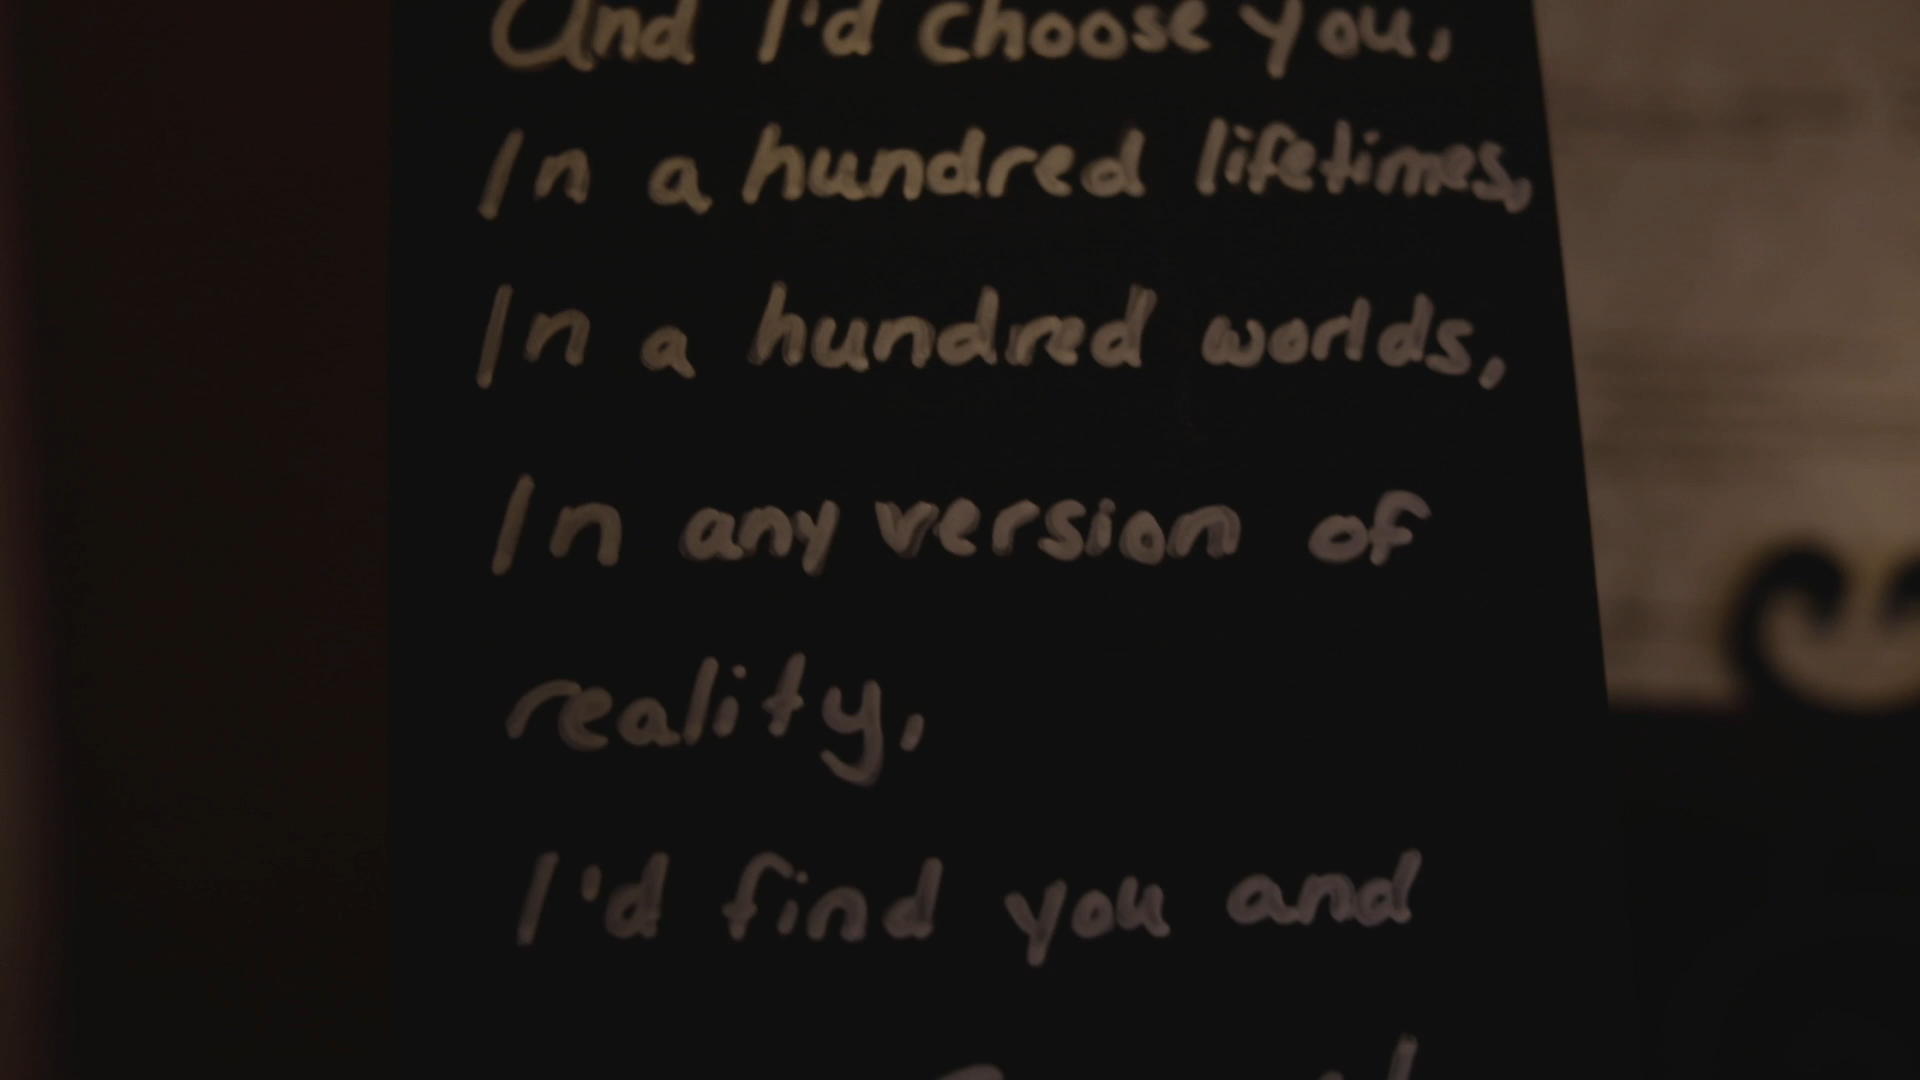 And I'd choose you,
In a hundred lifetimes,
In a hundred worlds,
In any version of
reality,
I'd find you and